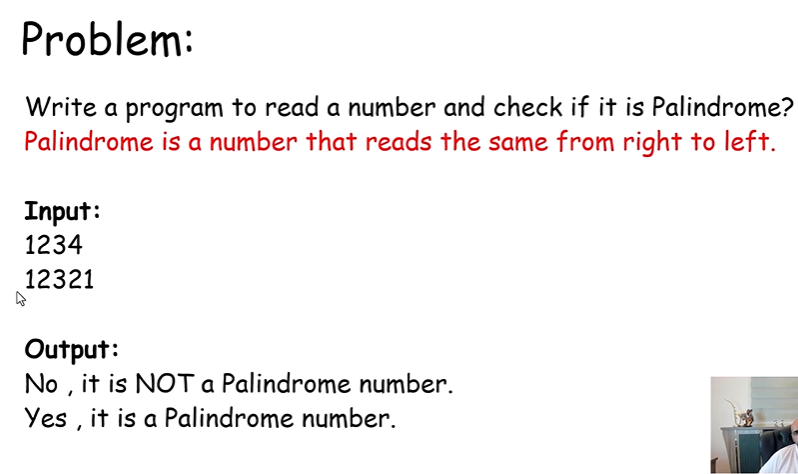 Problem:
Write a program to read a number and check if it is Palindrome?
Palindrome is a number that reads the same from right to left.
Input:
1234
12321
Output:
No , it is NOT a Palindrome number.
Yes , it is a Palindrome number.